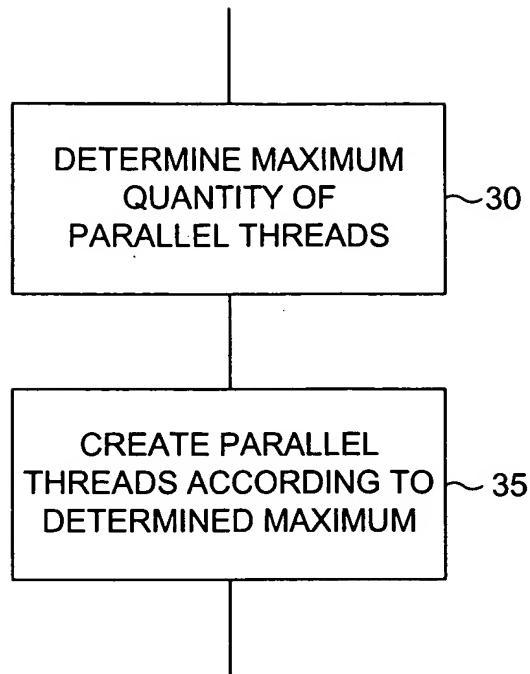 DETERMINE MAXIMUM
QUANTITY OF
PARALLEL THREADS
30
CREATE PARALLEL
THREADS ACCORDING TO
DETERMINED MAXIMUM
35